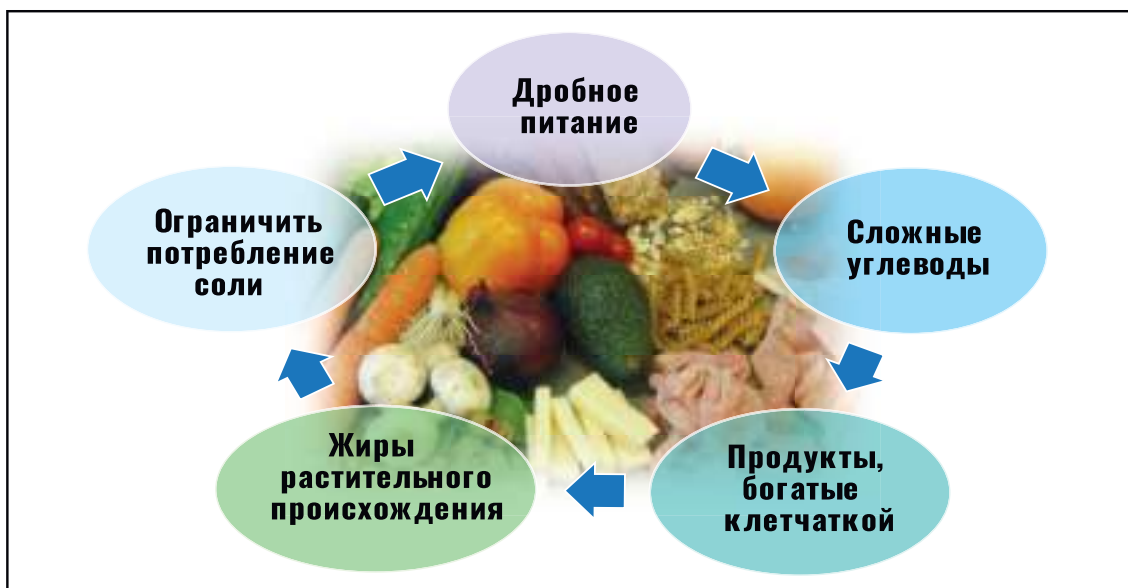 Дробное
питание
Сложные
углеводы
Продукты,
богатые
клетчаткой
Жиры
растительного
происхождения
Ограничить
потребление
соли